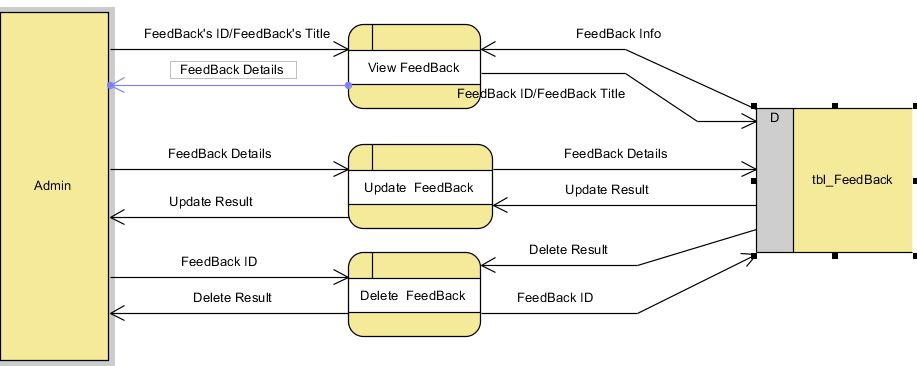 FeedBack's ID/FeedBack's Title
FeedBack Info
FeedBack Details
View FeedBack
FeedBack ID/FeedBack Title
D
FeedBack Details
FeedBack Details
Admin
tbl_FeedBack
Update FeedBack
Update Result
Update Result
Delete Result
FeedBack ID
Delete Result
Delete FeedBack
FeedBack ID